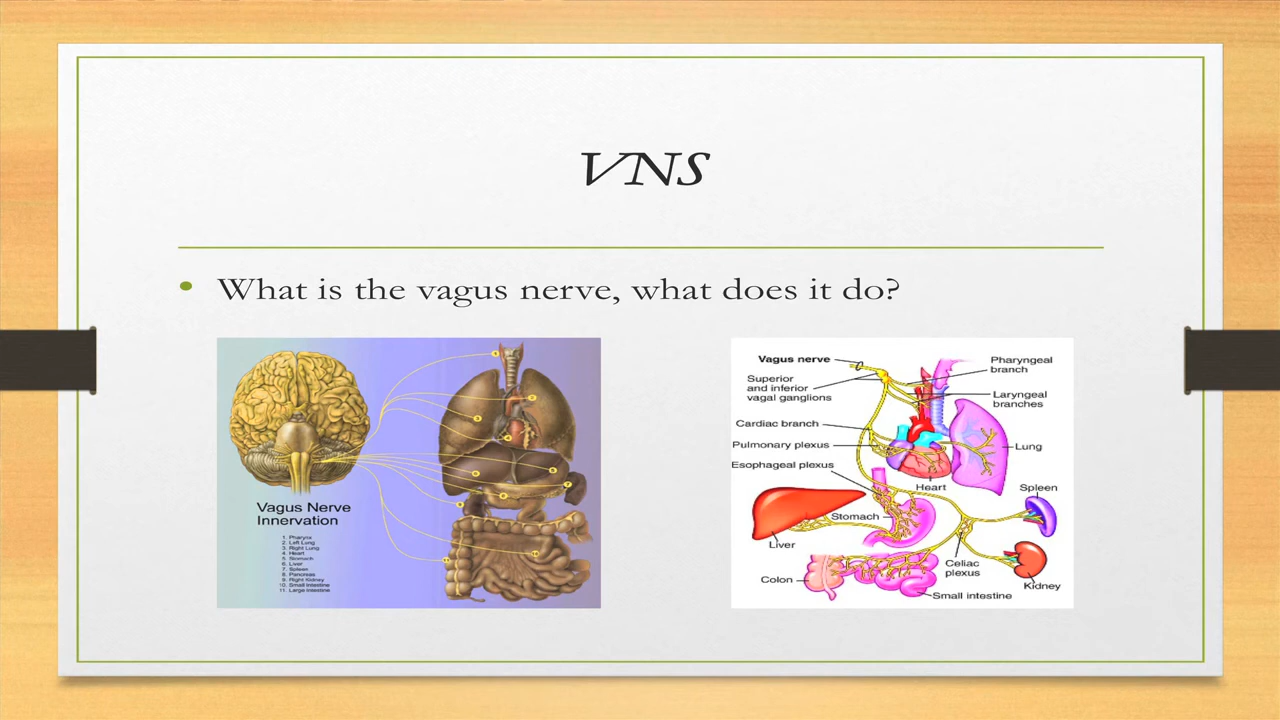 VNS
• What is the vagus nerve, what does it do?
Vagus Nerve
Innervation
1. Pharynx
2. Left Lung
3. Right Lung
4. Heart
5. Stomach
6. Liver
7. Spleen
8. Pancreas
9. Right Kidney
10. Small Intestine
11. Large Intestine
Vagus nerve
Superior
and inferior
vagal ganglions
Cardiac branch
Pulmonary plexus
Esophageal plexus
Pharyngeal
branch
Laryngeal
branches
Lung
Heart
Spleen
Stomach
Liver
Celiac
plexus
Kidney
Colon
Small intestine